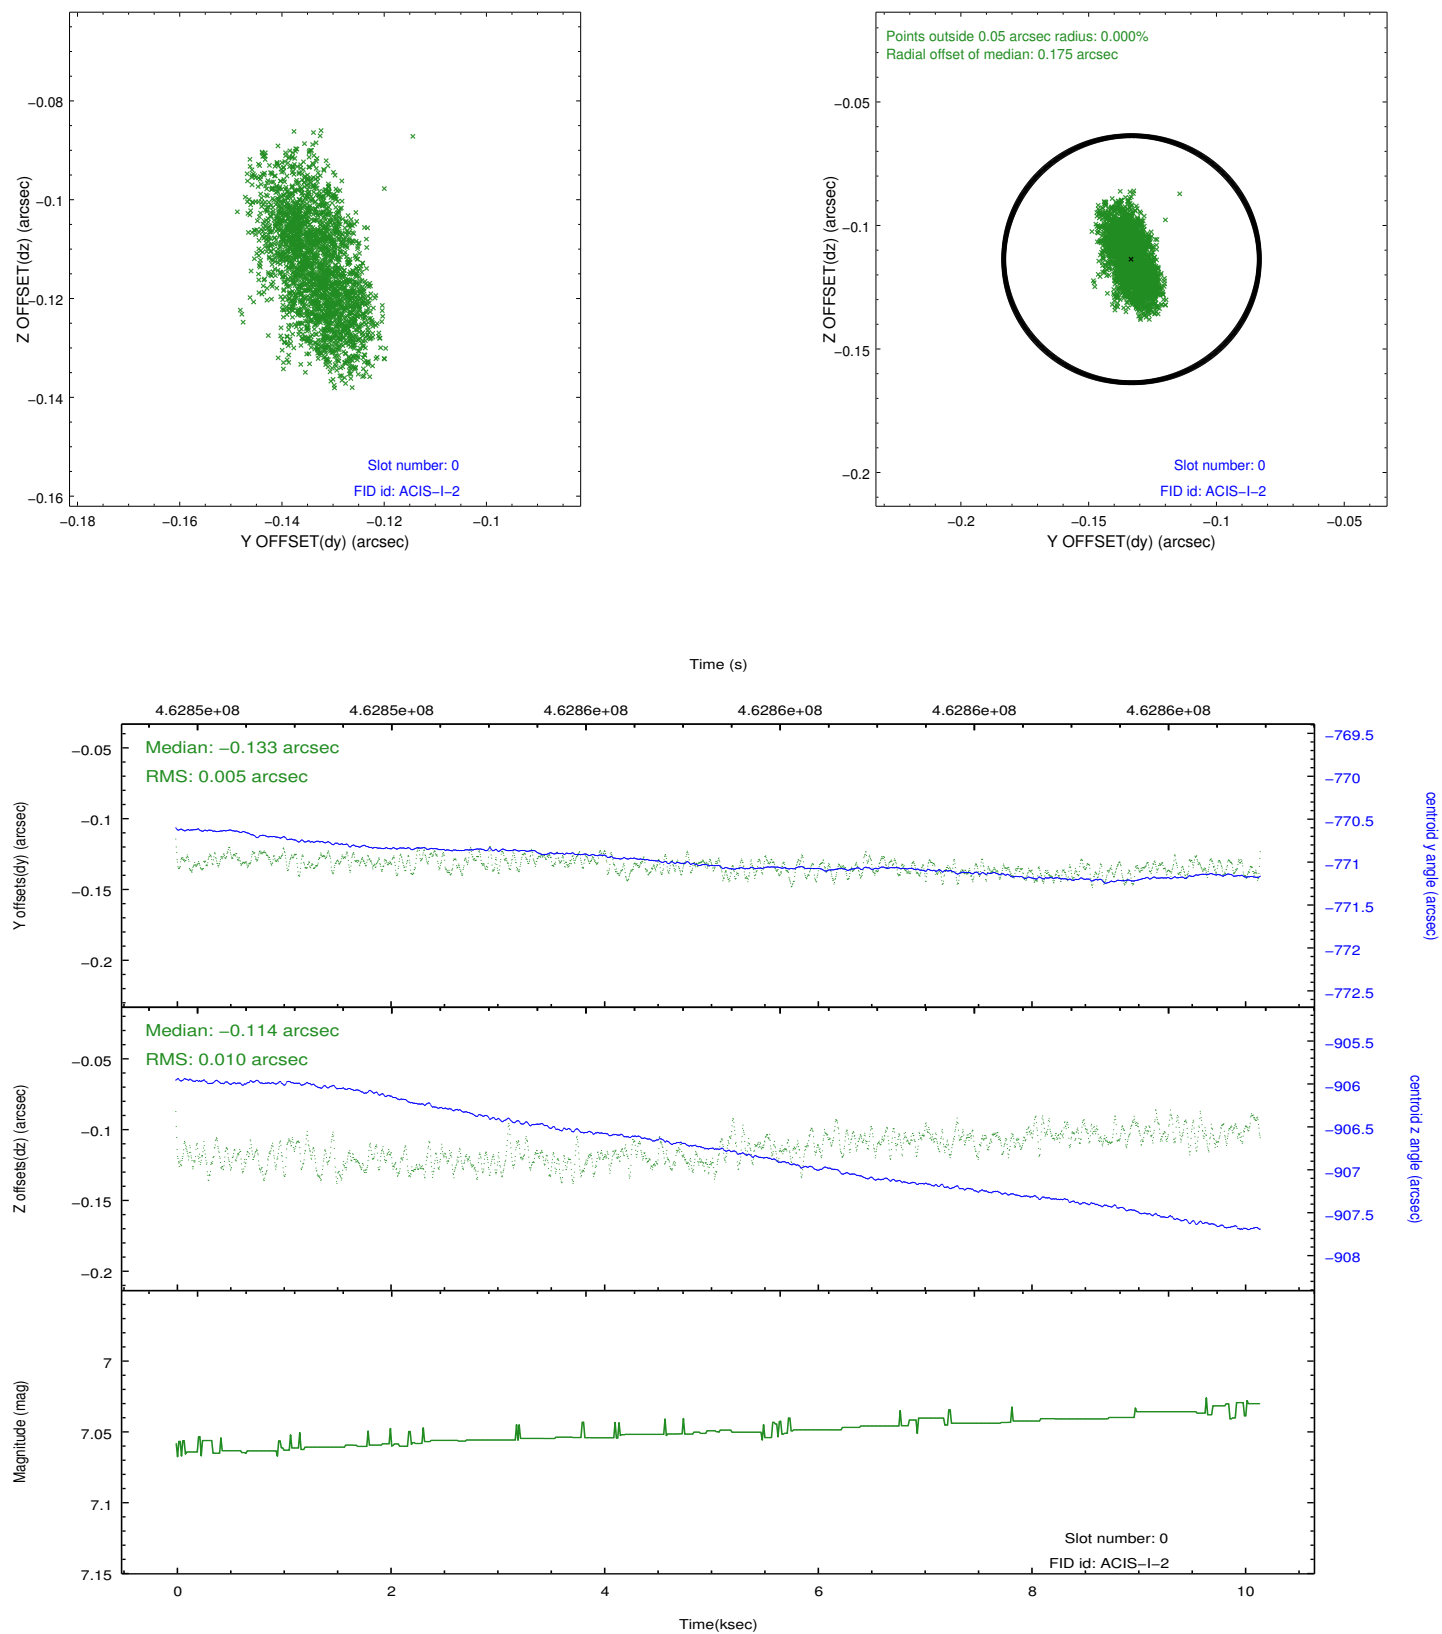 −0.08
−0.1
−0.12
−0.14
−0.16
Z OFFSET(dz) (arcsec)
Slot number: 0
FID id: ACIS−I−2
−0.18
−0.16
−0.14
−0.12
−0.1
Y OFFSET(dy) (arcsec)
Points outside 0.05 arcsec radius: 0.000%
Radial offset of median: 0.175 arcsec
−0.05
−0.1
−0.15
−0.2
Z OFFSET(dz) (arcsec)
Slot number: 0
FID id: ACIS−I−2
−0.2
−0.15
−0.1
−0.05
Y OFFSET(dy) (arcsec)
Time (s)
4.6285e+08
4.6285e+08
4.6286e+08
4.6286e+08
4.6286e+08
4.6286e+08
Median: −0.133 arcsec
RMS: 0.005 arcsec
−0.05
−0.1
−0.15
−0.2
Y offsets(dy) (arcsec)
−769.5
−770
−770.5
−771
−771.5
−772
−772.5
centroid y angle (arcsec)
Median: −0.114 arcsec
RMS: 0.010 arcsec
−0.05
−0.1
−0.15
−0.2
Z offsets(dz) (arcsec)
−905.5
−906
−906.5
−907
−907.5
−908
centroid z angle (arcsec)
7
7.05
7.1
7.15
Magnitude (mag)
Slot number: 0
FID id: ACIS−I−2
0
2
4
6
8
10
Time(ksec)